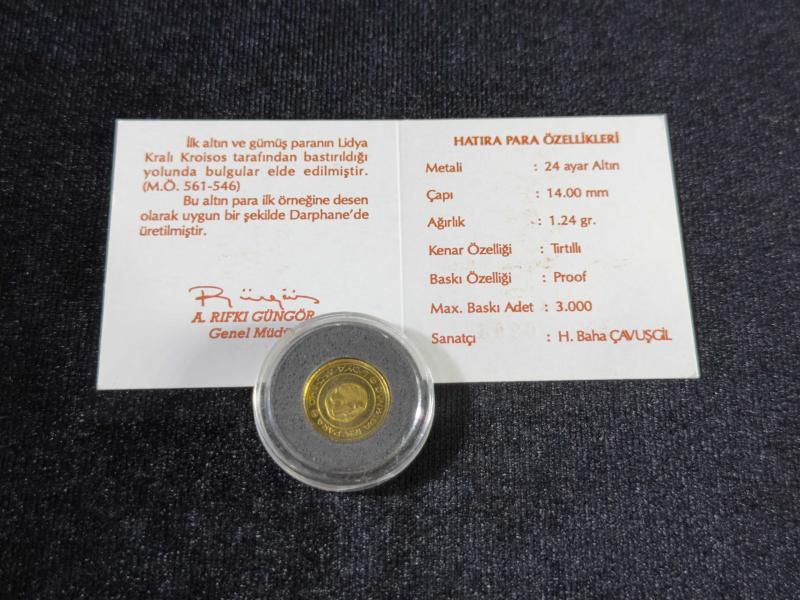 İlk altın ve gümüş paranın Lidya
Kralı Kroisos tarafından bastırıldığı
yolunda bulgular elde edilmiştir.
(M.Ö. 561-546)
Bu altın para ilk örneğine desen
olarak uygun bir şekilde Darphane'de
üretilmiştir.
A. RIFKI GÜNGÖR
Genel
HATIRA PARA ÖZELLİKLERİ
Metali : 24 ayar Altın
Çapı : 14.00 mm
Ağırlık : 1.24 gr.
Kenar Özelliği : Tırtıllı
Baskı Özelliği : Proof
Max. Baskı Adet : 3.000
Sanatçı : H. Baha ÇAVUŞGİL